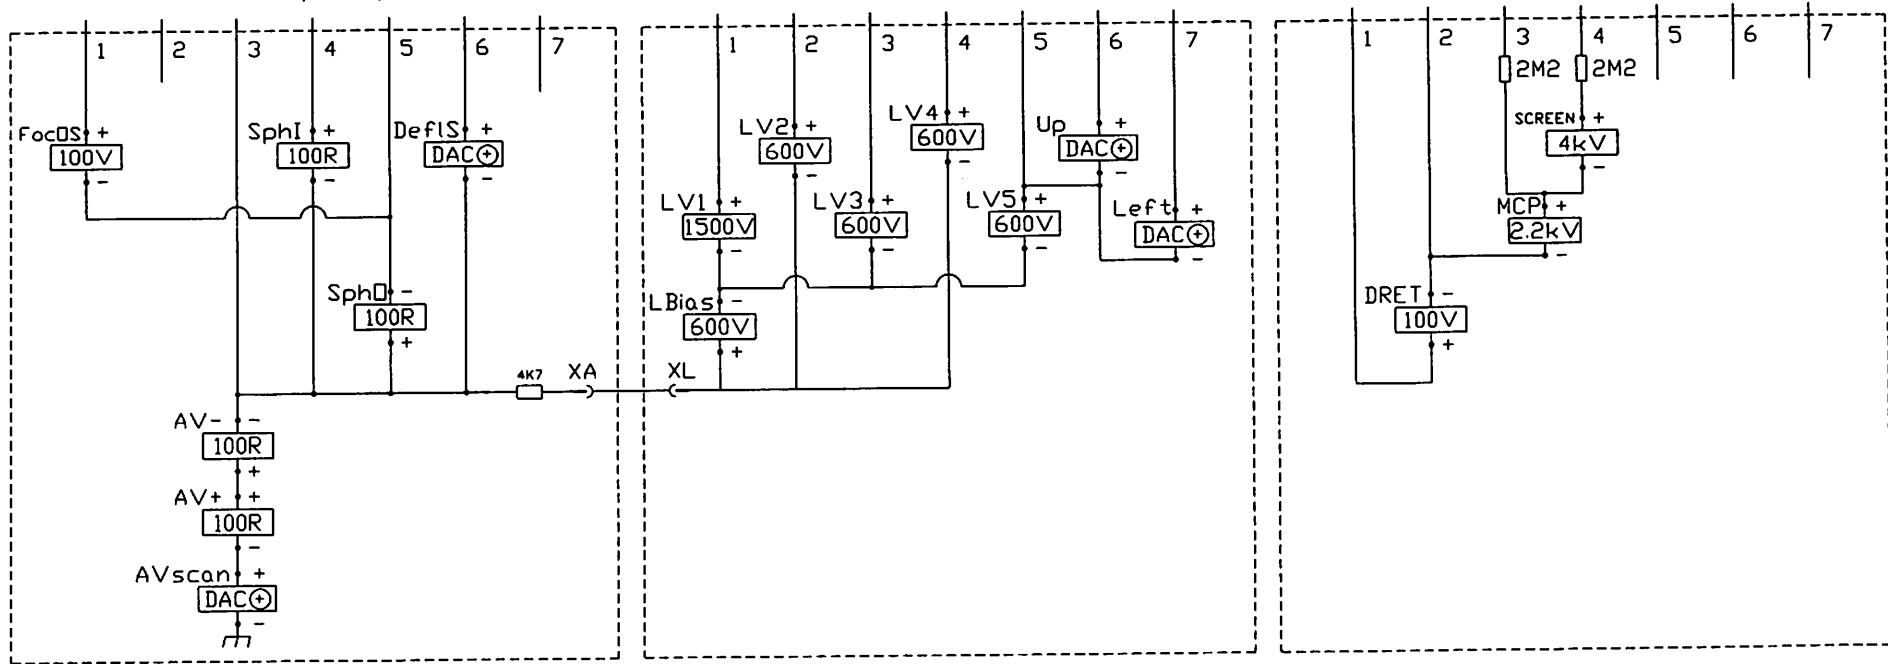 1 2 3 4 5 6 7
FocOS +
100V
-
SphI +
100R
-
DeflS +
DAC+
-
SphO -
100R
+
4K7
XA
AV- -
100R
+
AV+ +
100R
-
AVscan +
DAC+
-
1 2 3 4 5 6 7
LV2 +
600V
-
LV4 +
600V
-
Up +
DAC+
-
LV1 +
1500V
-
LV3 +
600V
-
LV5 +
600V
-
Left +
DAC+
-
LBias -
600V
+
XL
1 2 3 4 5 6 7
2M2 2M2
SCREEN +
4kV
-
MCP +
2.2kV
-
DRET -
100V
+